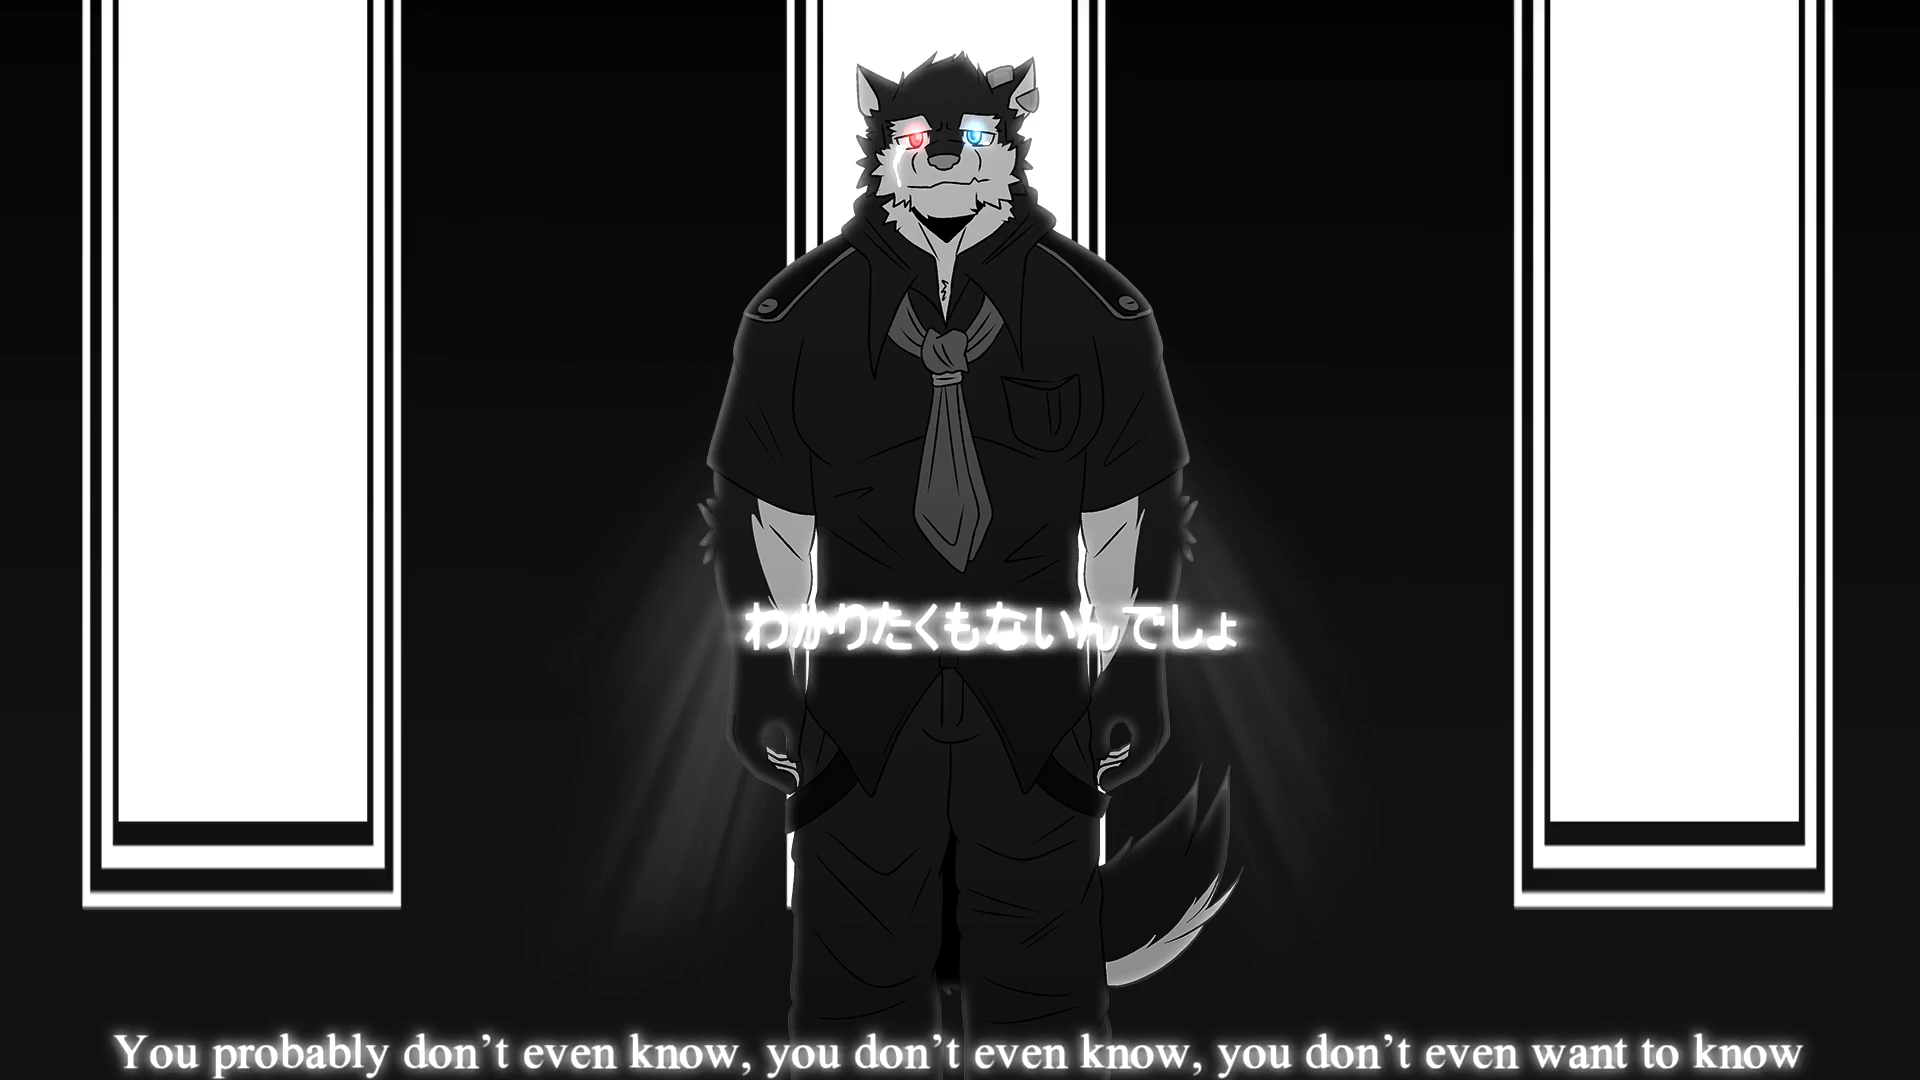 わかりたくもないんでしょ
You probably don't even know, you don't even know, you don't even want to know